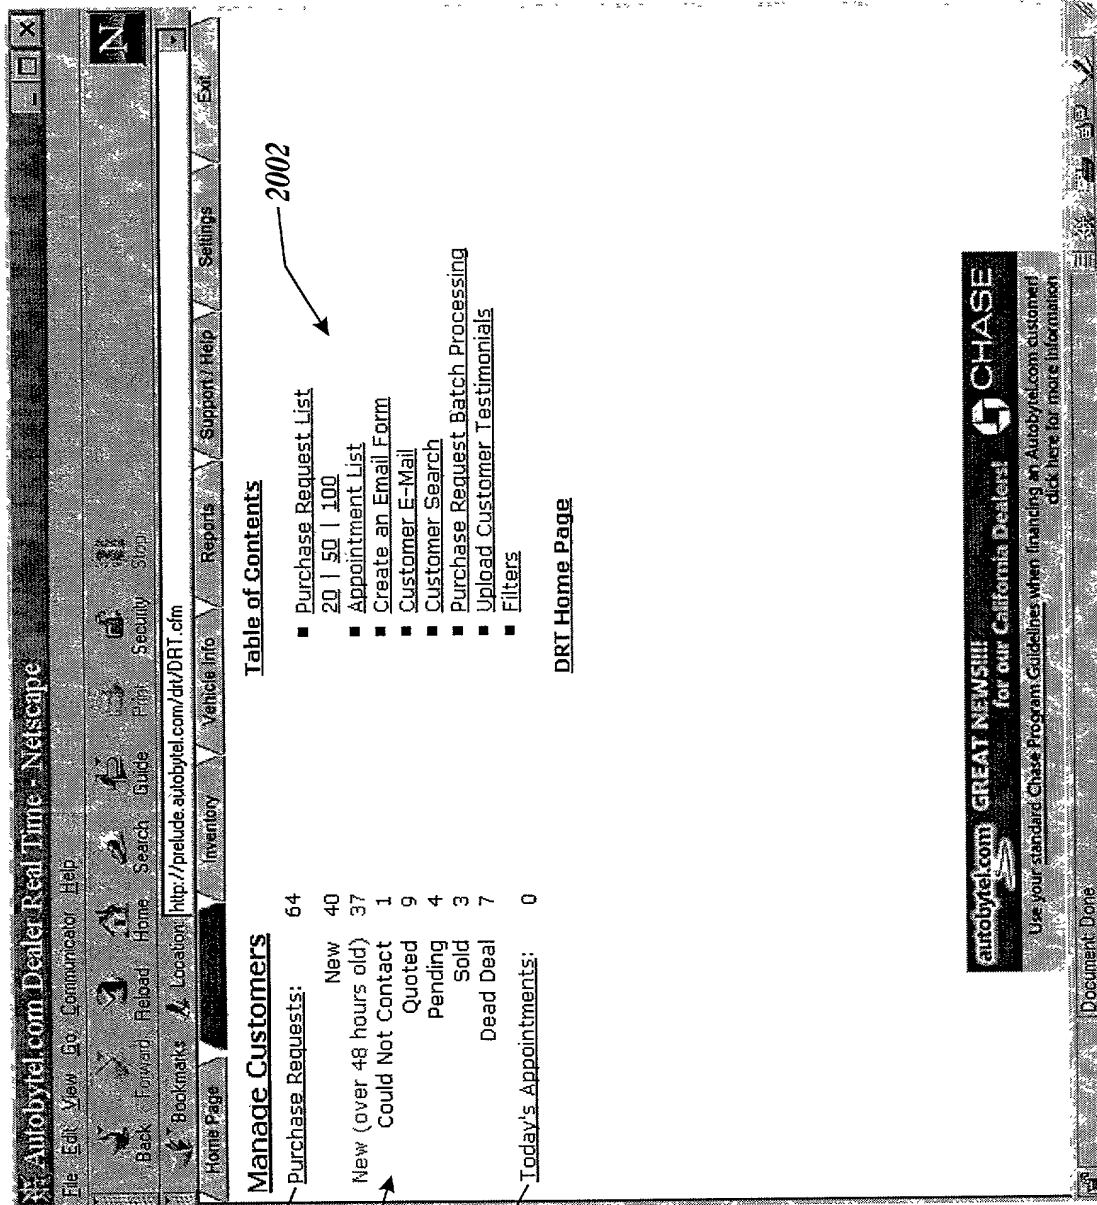 Autobytel.com Dealer Real Time - Netscape
File Edit View Go Communicator Help
Back Forward Reload Home Search Guide Print Security Stop
N
Bookmarks Location: http://prelude.autobytel.com/drt/DRT.cfm
Home Page Inventory Vehicle Info Reports Support / Help Settings Exit
Manage Customers
Purchase Requests: 64
New 40
New (over 48 hours old) 37
Could Not Contact 1
Quoted 9
Pending 4
Sold 3
Dead Deal 7
Today's Appointments: 0
Table of Contents
2002
■ Purchase Request List
20 | 50 | 100
■ Appointment List
■ Create an Email Form
■ Customer E-Mail
■ Customer Search
■ Purchase Request Batch Processing
■ Upload Customer Testimonials
■ Filters
DRT Home Page
autobytel.com GREAT NEWS!!!! for our California Dealers! CHASE
Use your standard Chase Program Guidelines when financing an Autobytel.com customer!
click here for more information
Document: Done